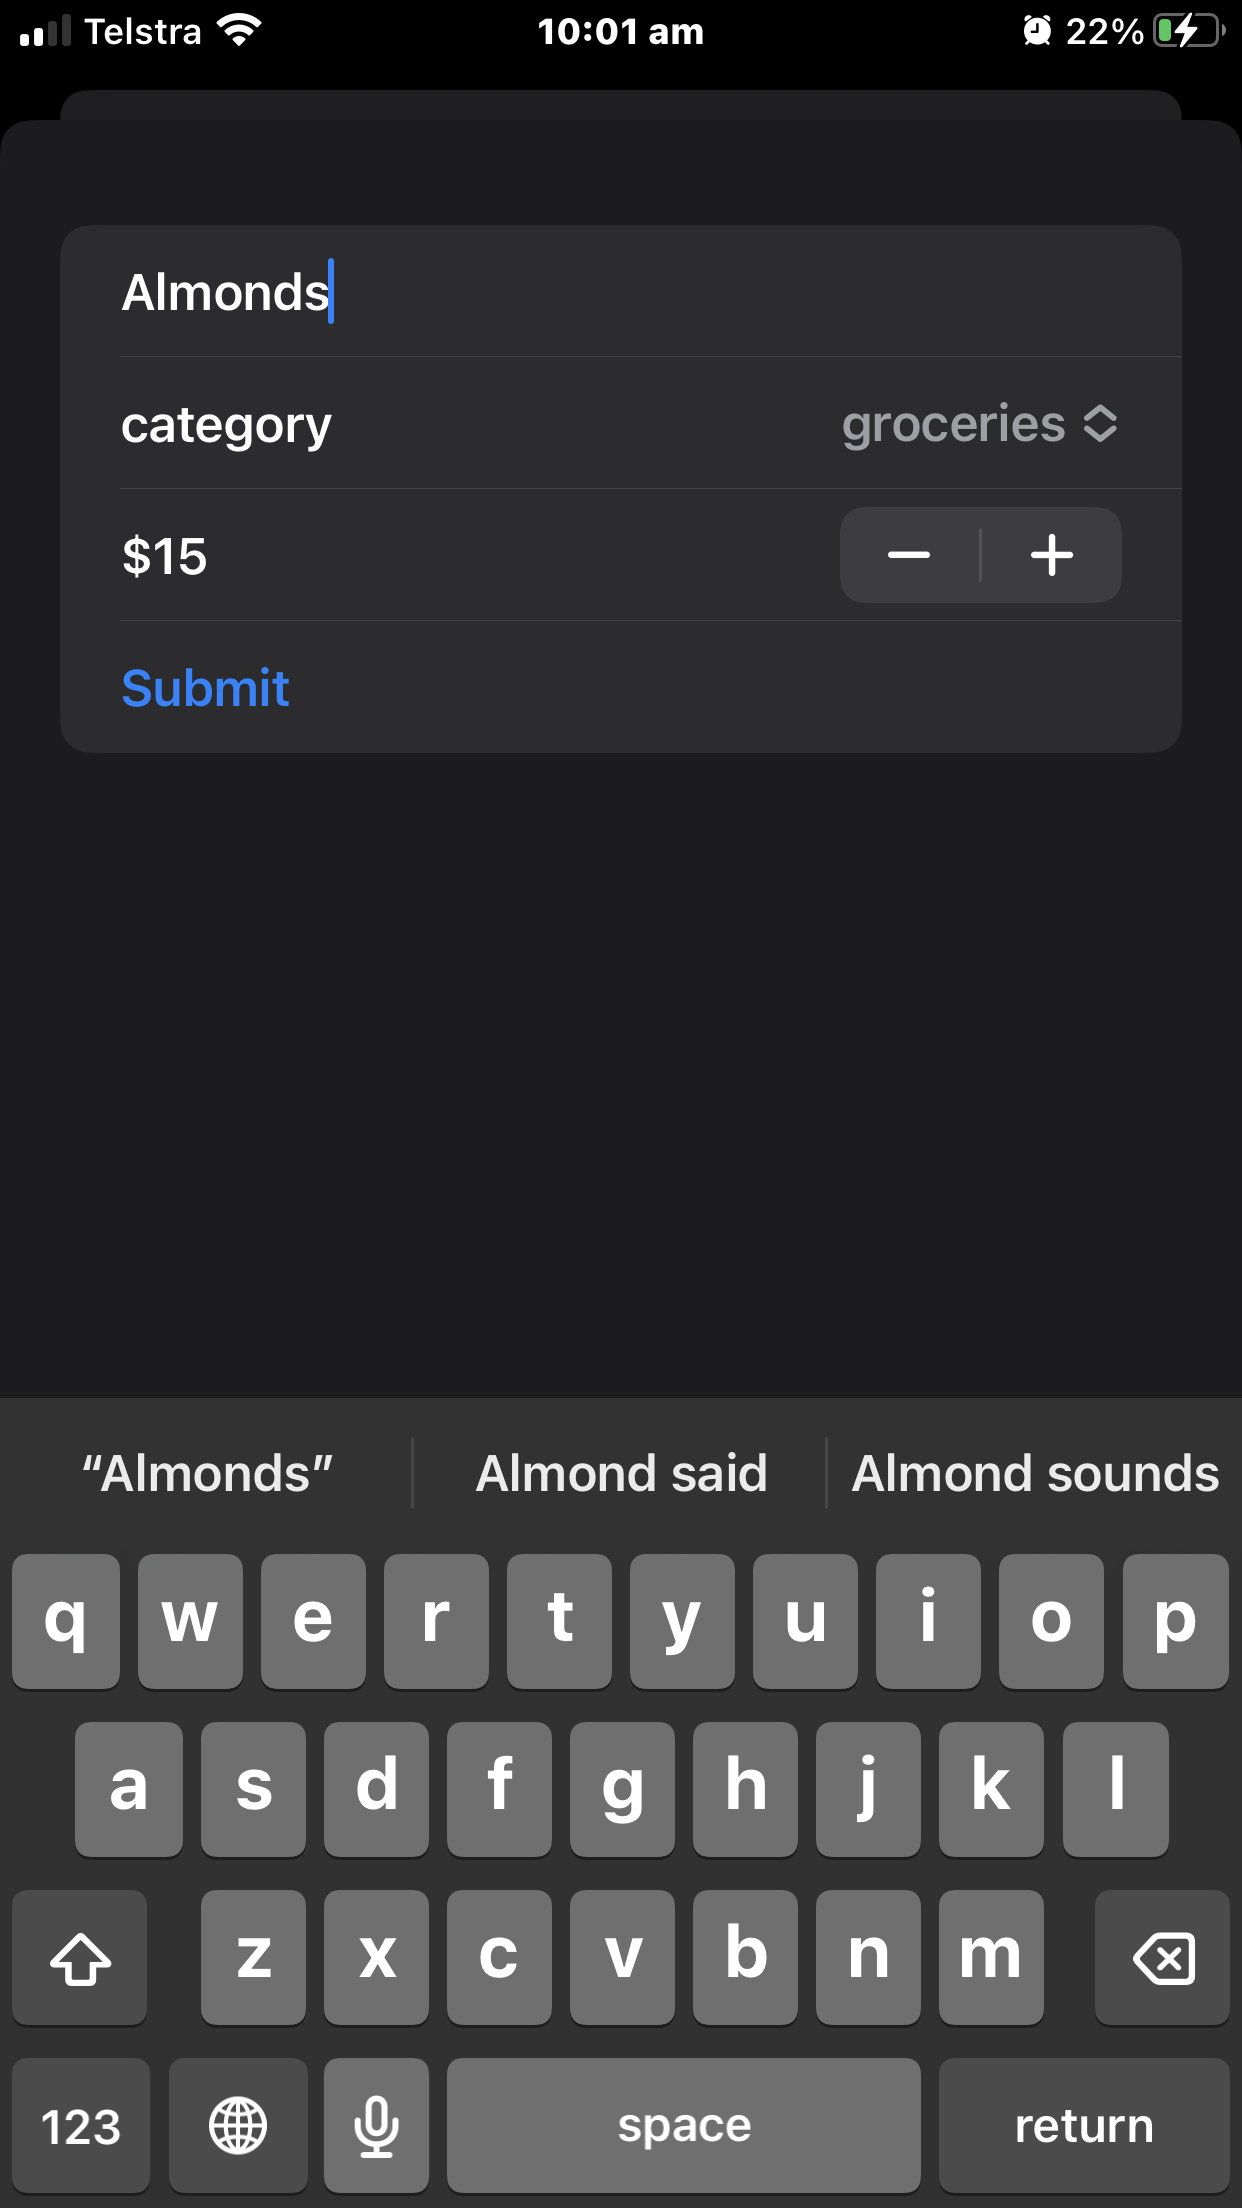 Telstra 10:01 am 22%
Almonds
category groceries
$15
Submit
“Almonds” Almond said Almond sounds
q w e r t y u i o p
a s d f g h j k l
z x c v b n m
123 space return